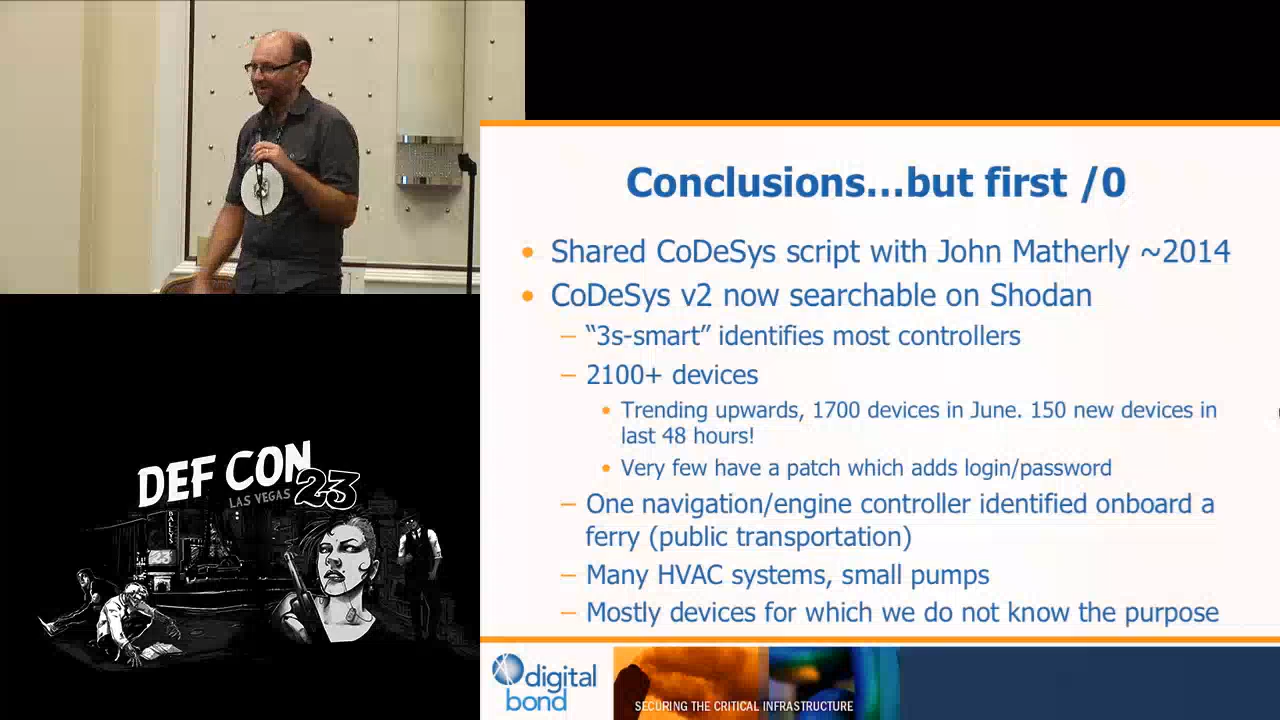 Conclusions...but first /0
• Shared CoDeSys script with John Matherly ~2014
• CoDeSys v2 now searchable on Shodan
– “3s-smart” identifies most controllers
– 2100+ devices
• Trending upwards, 1700 devices in June. 150 new devices in
last 48 hours!
• Very few have a patch which adds login/password
– One navigation/engine controller identified onboard a
ferry (public transportation)
– Many HVAC systems, small pumps
– Mostly devices for which we do not know the purpose
DEF CON
LAS VEGAS 23
BALLY'S
digital
bond
SECURING THE CRITICAL INFRASTRUCTURE